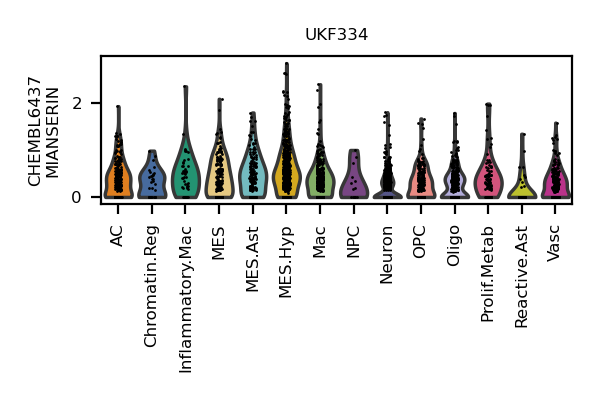 UKF334
CHEMBL6437
MIANSERIN
2
0
AC
Chromatin.Reg
Inflammatory.Mac
MES
MES.Ast
MES.Hyp
Mac
NPC
Neuron
OPC
Oligo
Prolif.Metab
Reactive.Ast
Vasc